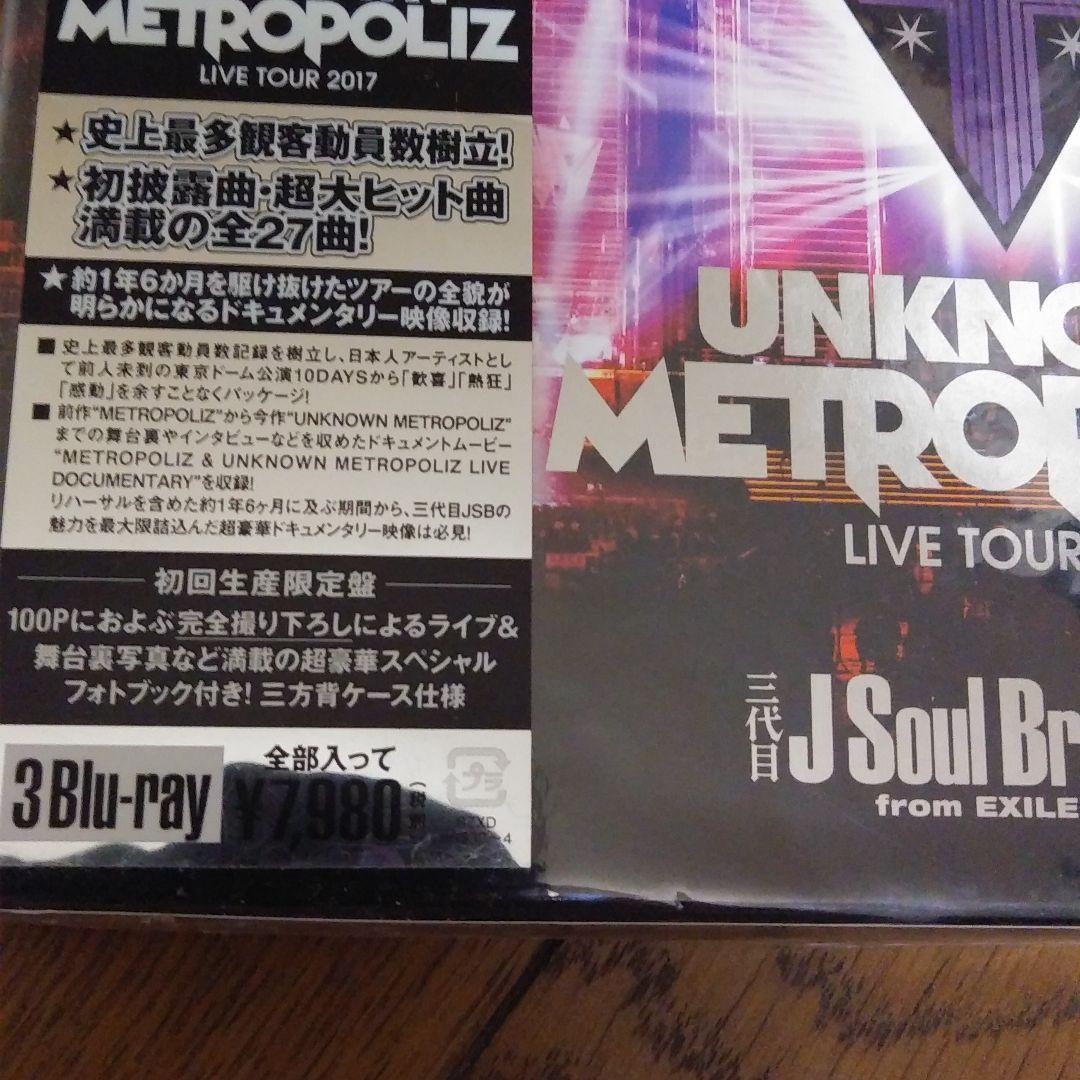 METROPOLIZ
LIVE TOUR 2017
★史上最多観客動員数樹立!
★初披露曲・超大ヒット曲
満載の全27曲!
★約1年6か月を駆け抜けたツアーの全貌が
明らかになるドキュメンタリー映像収録!
■史上最多観客動員数記録を樹立し、日本人アーティストとし
て前人未到の東京ドーム公演10DAYSから「歓喜」「熱狂」
「感動」を余すことなくパッケージ!
■前作“METROPOLIZ”から今作“UNKNOWN METROPOLIZ”
までの舞台裏やインタビューなどを収めたドキュメントムービー
“METROPOLIZ & UNKNOWN METROPOLIZ LIVE
DOCUMENTARY”を収録!
リハーサルを含めた約1年6ヶ月に及ぶ期間から、三代目JSBの
魅力を最大限詰込んだ超豪華ドキュメンタリー映像は必見!
初回生産限定盤
100Pにおよぶ完全撮り下ろしによるライブ&
舞台裏写真など満載の超豪華スペシャル
フォトブック付き! 三方背ケース仕様
3 Blu-ray
全部入って
¥7,980
プラ
UNKNO
METROP
LIVE TOUR
三代目
J Soul Br
from EXILE